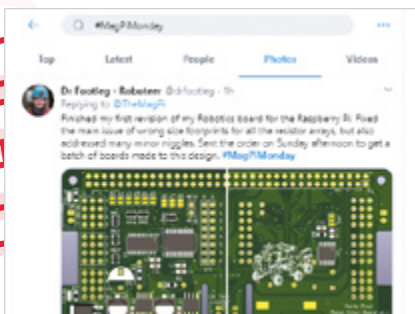 #MagPiMonday
Top Latest People Photos Videos
Dr Footleg - Roboteer @drfootleg · 1h
Replying to @TheMagPi
Finished my first revision of my Robotics board for the Raspberry Pi. Fixed
the main issue of wrong size footprints for all the resistor arrays, but also
addressed many minor niggles. Sent the order on Sunday afternoon to get a
batch of boards made to this design. #MagPiMonday